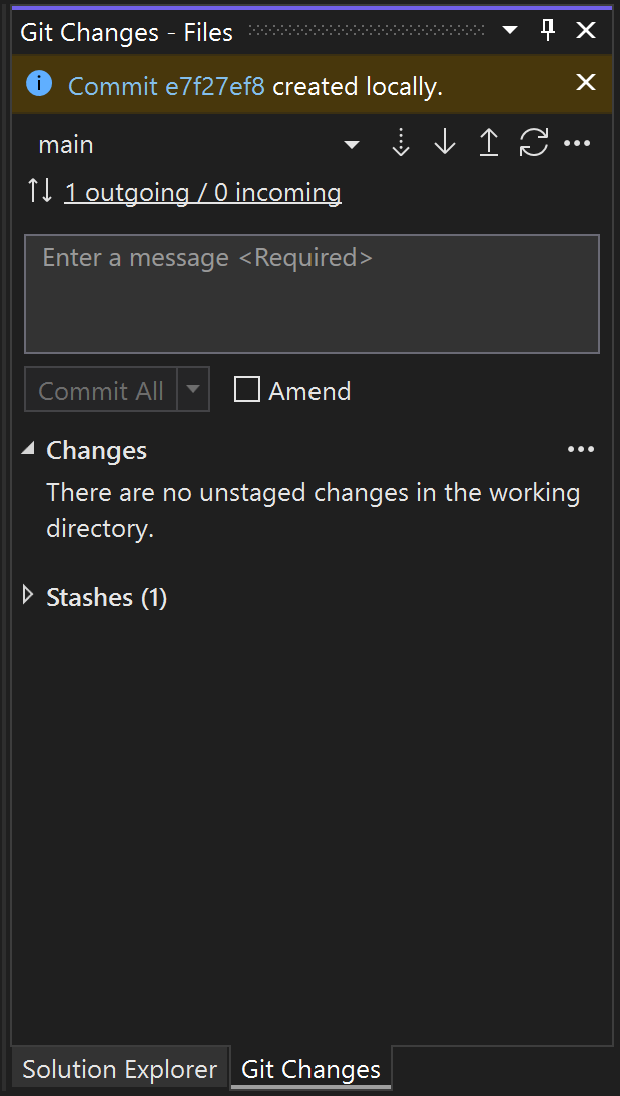 Git Changes - Files
Commit e7f27ef8 created locally.
main
1 outgoing / 0 incoming
Enter a message <Required>
Commit All
Amend
Changes
There are no unstaged changes in the working
directory.
Stashes (1)
Solution Explorer
Git Changes